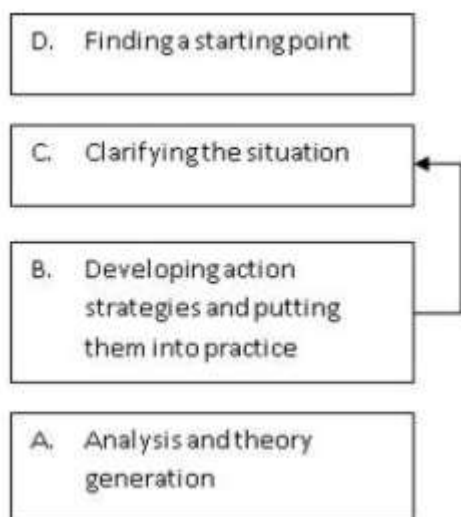 D. Finding a starting point
C. Clarifying the situation
B. Developing action
strategies and putting
them into practice
A. Analysis and theory
generation